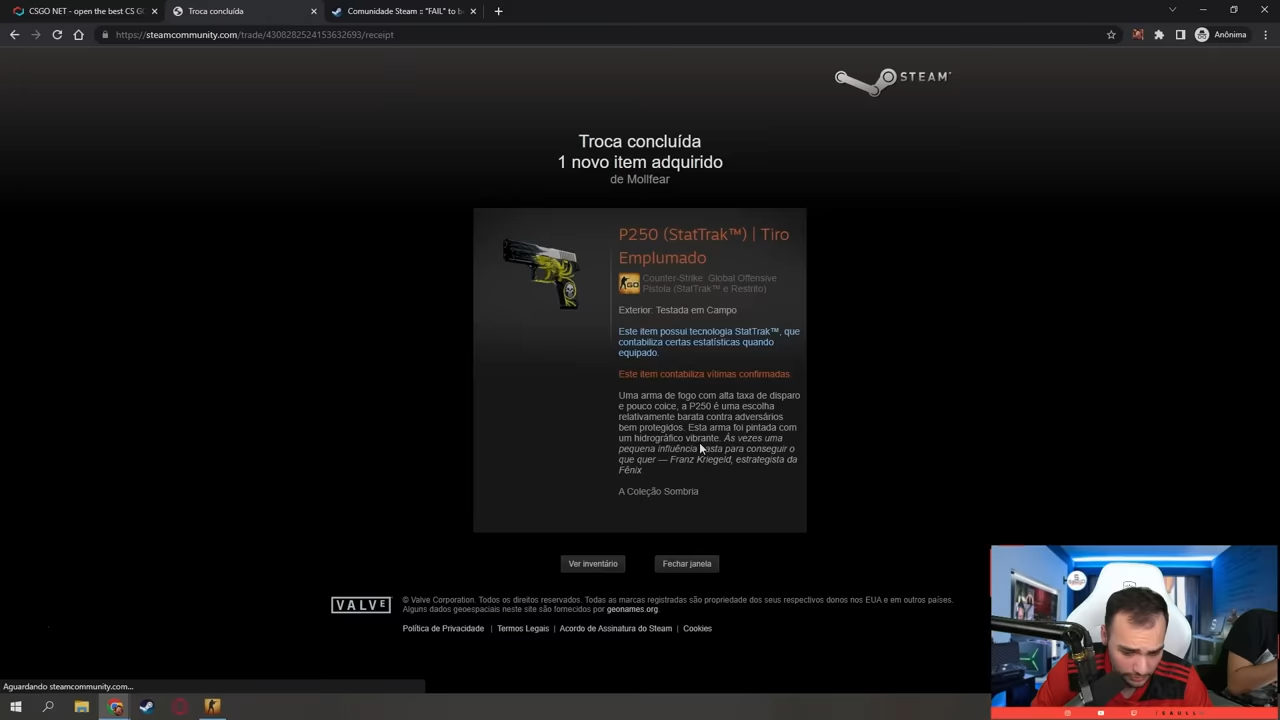 CSGO NET - open the best CS G
Troca concluída
Comunidade Steam :: "FAIL" to b
https://steamcommunity.com/trade/4308282524153632693/receipt
Anônima
STEAM
Troca concluída
1 novo item adquirido
de Mollfear
P250 (StatTrak™) | Tiro
Emplumado
Counter-Strike: Global Offensive
Pistola (StatTrak™ e Restrito)
Exterior: Testada em Campo
Este item possui tecnologia StatTrak™, que
contabiliza certas estatísticas quando
equipado.
Este item contabiliza vítimas confirmadas.
Uma arma de fogo com alta taxa de disparo
e pouco coice, a P250 é uma escolha
relativamente barata contra adversários
bem protegidos. Esta arma foi pintada com
um hidrográfico vibrante. Às vezes uma
pequena influência basta para conseguir o
que quer — Franz Kriegeld, estrategista da
Fênix
A Coleção Sombria
Ver inventário
Fechar janela
VALVE
© Valve Corporation. Todos os direitos reservados. Todas as marcas registradas são propriedade dos seus respectivos donos nos EUA e em outros países.
Alguns dados geoespaciais neste site são fornecidos por geonames.org.
Política de Privacidade | Termos Legais | Acordo de Assinatura do Steam | Cookies
Aguardando steamcommunity.com...